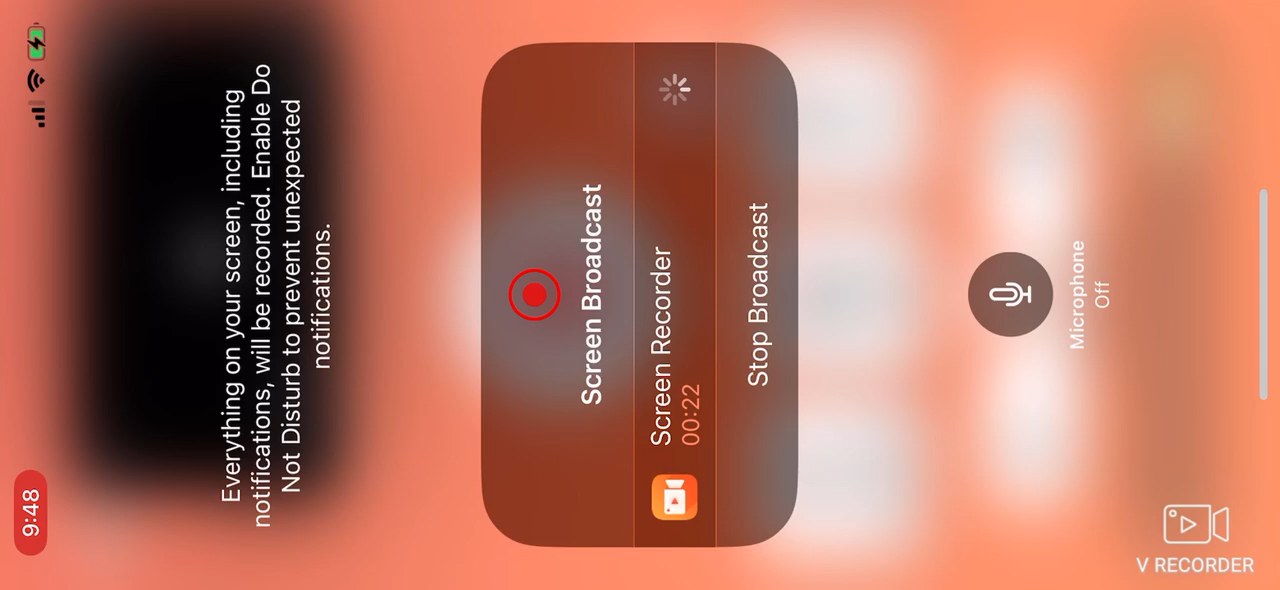 9:48
Everything on your screen, including
notifications, will be recorded. Enable Do
Not Disturb to prevent unexpected
notifications.
Screen Broadcast
Screen Recorder
00:22
Stop Broadcast
Microphone
Off
V RECORDER